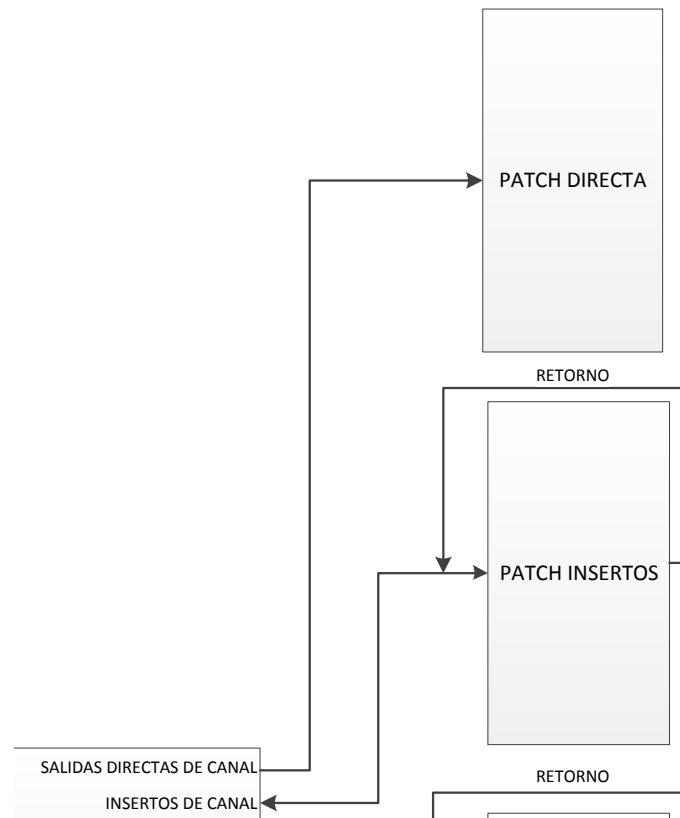 PATCH DIRECTA
RETORNO
PATCH INSERTOS
SALIDAS DIRECTAS DE CANAL
RETORNO
INSERTOS DE CANAL